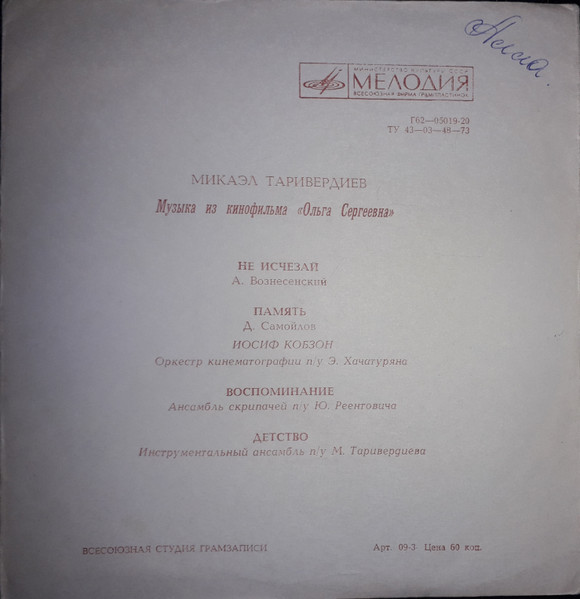 Алла.
МИНИСТЕРСТВО КУЛЬТУРЫ СССР
МЕЛОДИЯ
ВСЕСОЮЗНАЯ ФИРМА ГРАМПЛАСТИНОК
Г62—05019-20
ТУ 43—03—48—73
МИКАЭЛ ТАРИВЕРДИЕВ
Музыка из кинофильма «Ольга Сергеевна»
НЕ ИСЧЕЗАЙ
А. Вознесенский
ПАМЯТЬ
Д. Самойлов
ИОСИФ КОБЗОН
Оркестр кинематографии п/у Э. Хачатуряна
ВОСПОМИНАНИЕ
Ансамбль скрипачей п/у Ю. Реентовича
ДЕТСТВО
Инструментальный ансамбль п/у М. Таривердиева
ВСЕСОЮЗНАЯ СТУДИЯ ГРАМЗАПИСИ
Арт. 09-3 Цена 60 коп.